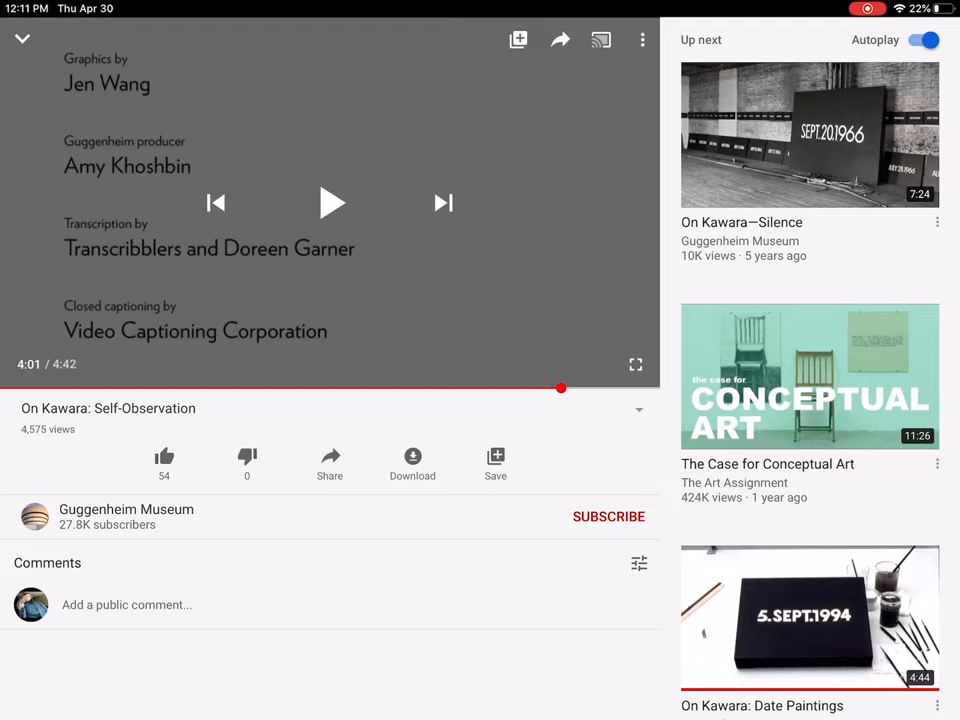 12:11 PM Thu Apr 30
22%
Graphics by
Jen Wang
Guggenheim producer
Amy Khoshbin
Transcription by
Transcribblers and Doreen Garner
Closed captioning by
Video Captioning Corporation
4:01 / 4:42
On Kawara: Self-Observation
4,575 views
54
0
Share
Download
Save
Guggenheim Museum
27.8K subscribers
SUBSCRIBE
Comments
Add a public comment...
Up next
Autoplay
SEPT.20,1966
7:24
On Kawara—Silence
Guggenheim Museum
10K views · 5 years ago
the case for
CONCEPTUAL
ART
11:26
The Case for Conceptual Art
The Art Assignment
424K views · 1 year ago
5.SEPT.1994
4:44
On Kawara: Date Paintings